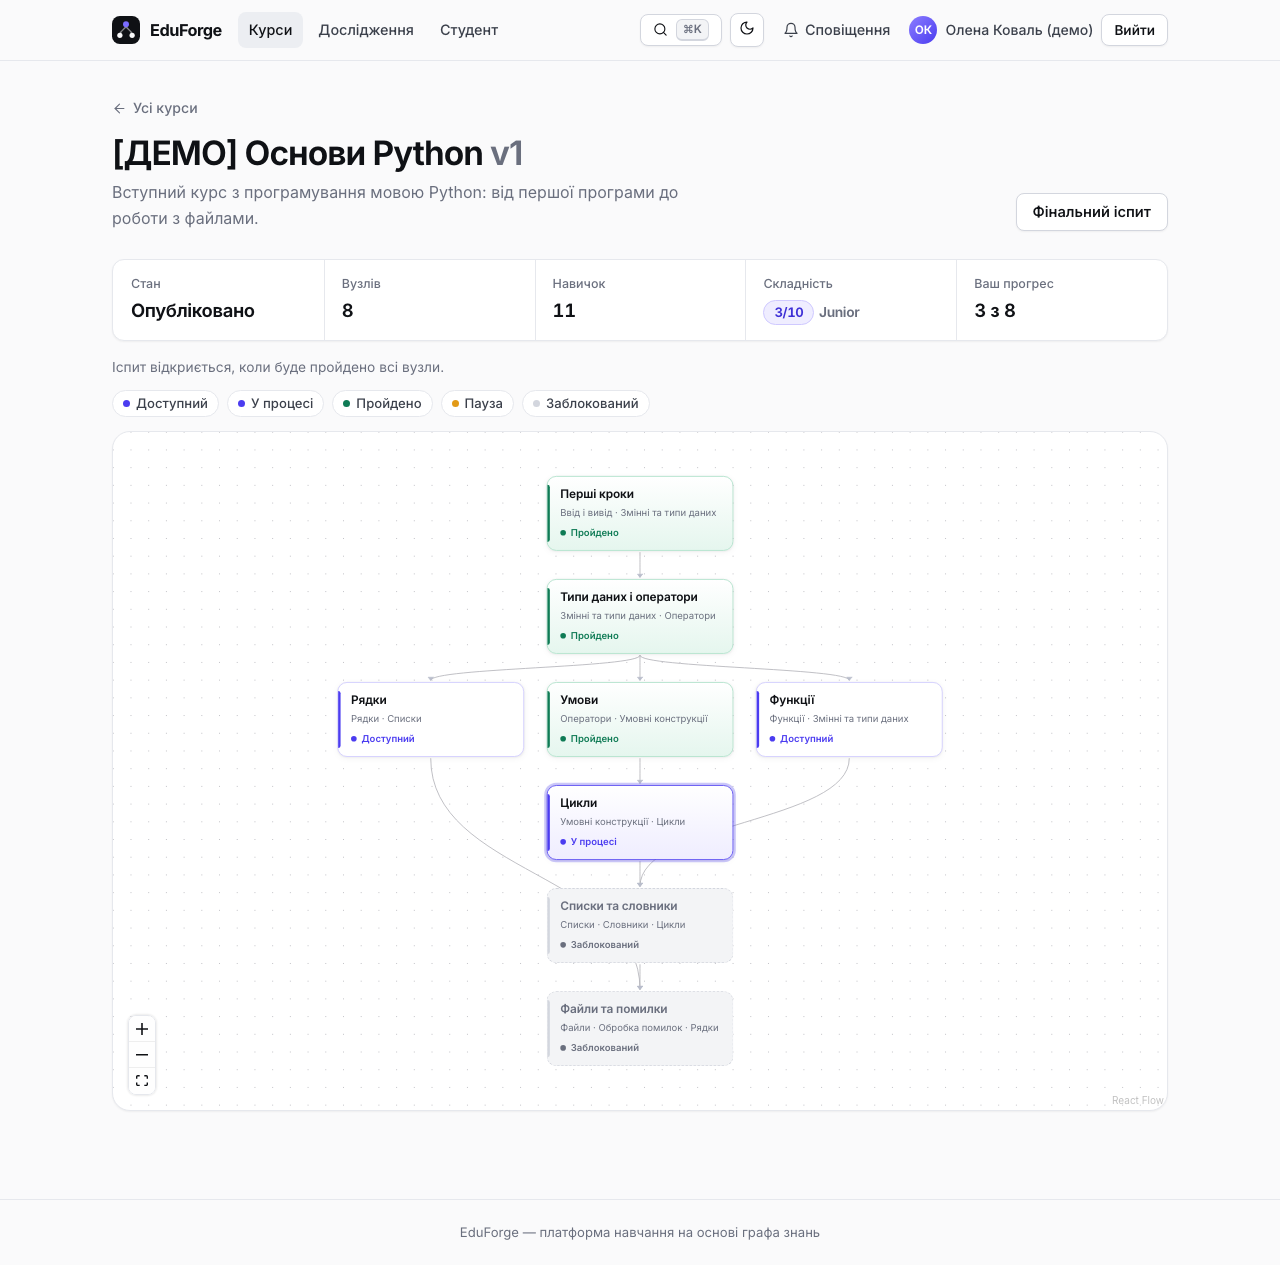 EduForge
Курси
Дослідження
Студент
⌘K
Сповіщення
ОК
Олена Коваль (демо)
Вийти
← Усі курси
[ДЕМО] Основи Python v1
Вступний курс з програмування мовою Python: від першої програми до
роботи з файлами.
Фінальний іспит
Стан
Опубліковано
Вузлів
8
Навичок
11
Складність
3/10 Junior
Ваш прогрес
3 з 8
Іспит відкриється, коли буде пройдено всі вузли.
Доступний
У процесі
Пройдено
Пауза
Заблокований
Перші кроки
Ввід і вивід · Змінні та типи даних
Пройдено
Типи даних і оператори
Змінні та типи даних · Оператори
Пройдено
Рядки
Рядки · Списки
Доступний
Умови
Оператори · Умовні конструкції
Пройдено
Функції
Функції · Змінні та типи даних
Доступний
Цикли
Умовні конструкції · Цикли
У процесі
Списки та словники
Списки · Словники · Цикли
Заблокований
Файли та помилки
Файли · Обробка помилок · Рядки
Заблокований
React Flow
EduForge — платформа навчання на основі графа знань